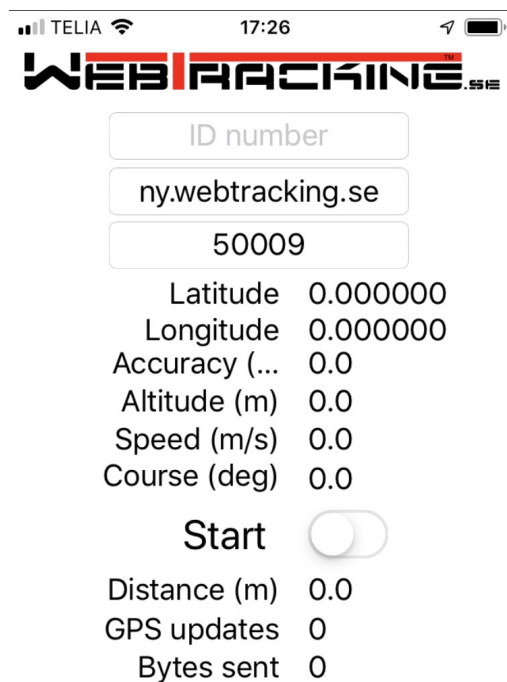 TELIA 17:26
WEBTRACKING.SE TM
ID number
ny.webtracking.se
50009
Latitude 0.000000
Longitude 0.000000
Accuracy (... 0.0
Altitude (m) 0.0
Speed (m/s) 0.0
Course (deg) 0.0
Start
Distance (m) 0.0
GPS updates 0
Bytes sent 0